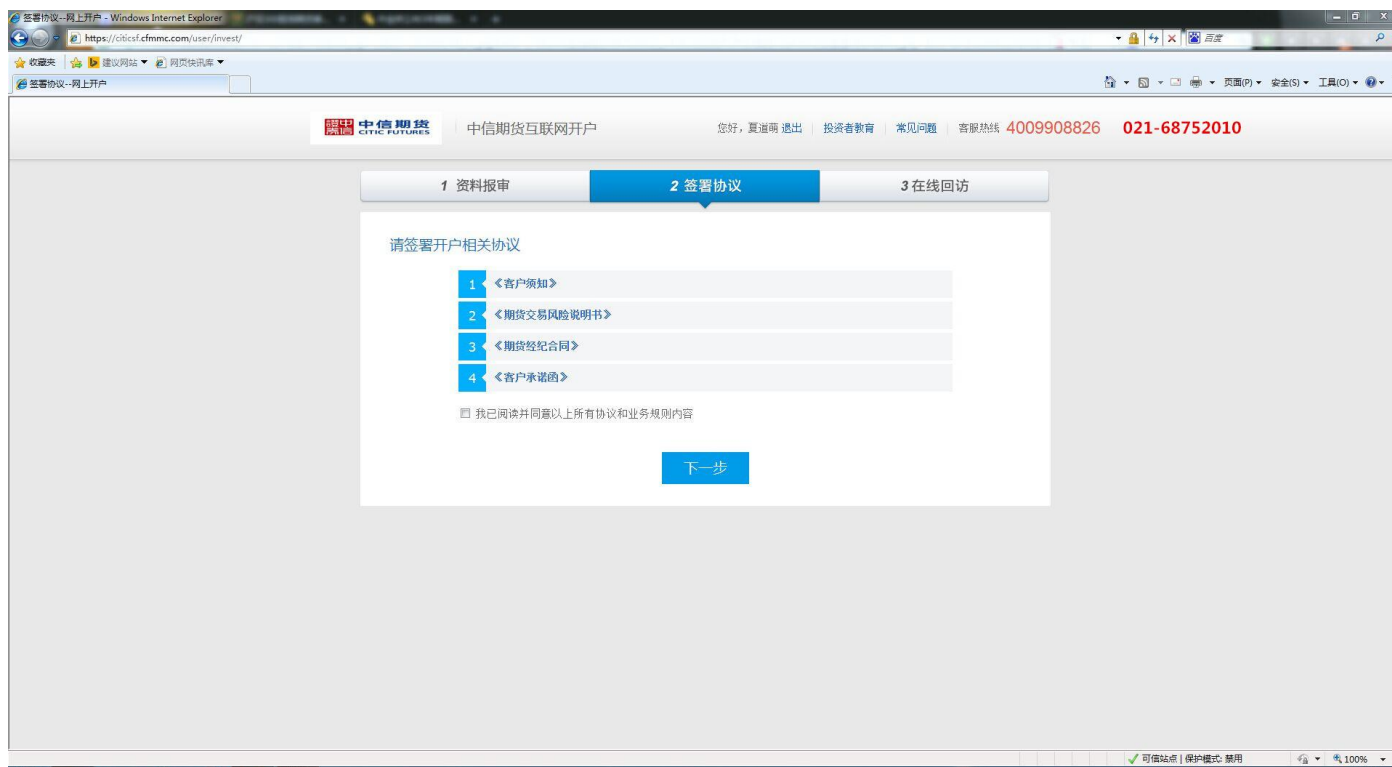 签署协议--网上开户 - Windows Internet Explorer
https://citicsf.cfmmc.com/user/invest/
百度
收藏夹 建议网站 网页快讯库
签署协议--网上开户
页面(P) 安全(S) 工具(O)
中信期货 CITIC FUTURES 中信期货互联网开户 您好，夏道萌 退出 投资者教育 常见问题 客服热线 4009908826 021-68752010
1 资料报审 2 签署协议 3 在线回访
请签署开户相关协议
1 《客户须知》
2 《期货交易风险说明书》
3 《期货经纪合同》
4 《客户承诺函》
我已阅读并同意以上所有协议和业务规则内容
下一步
可信站点 | 保护模式: 禁用 100%